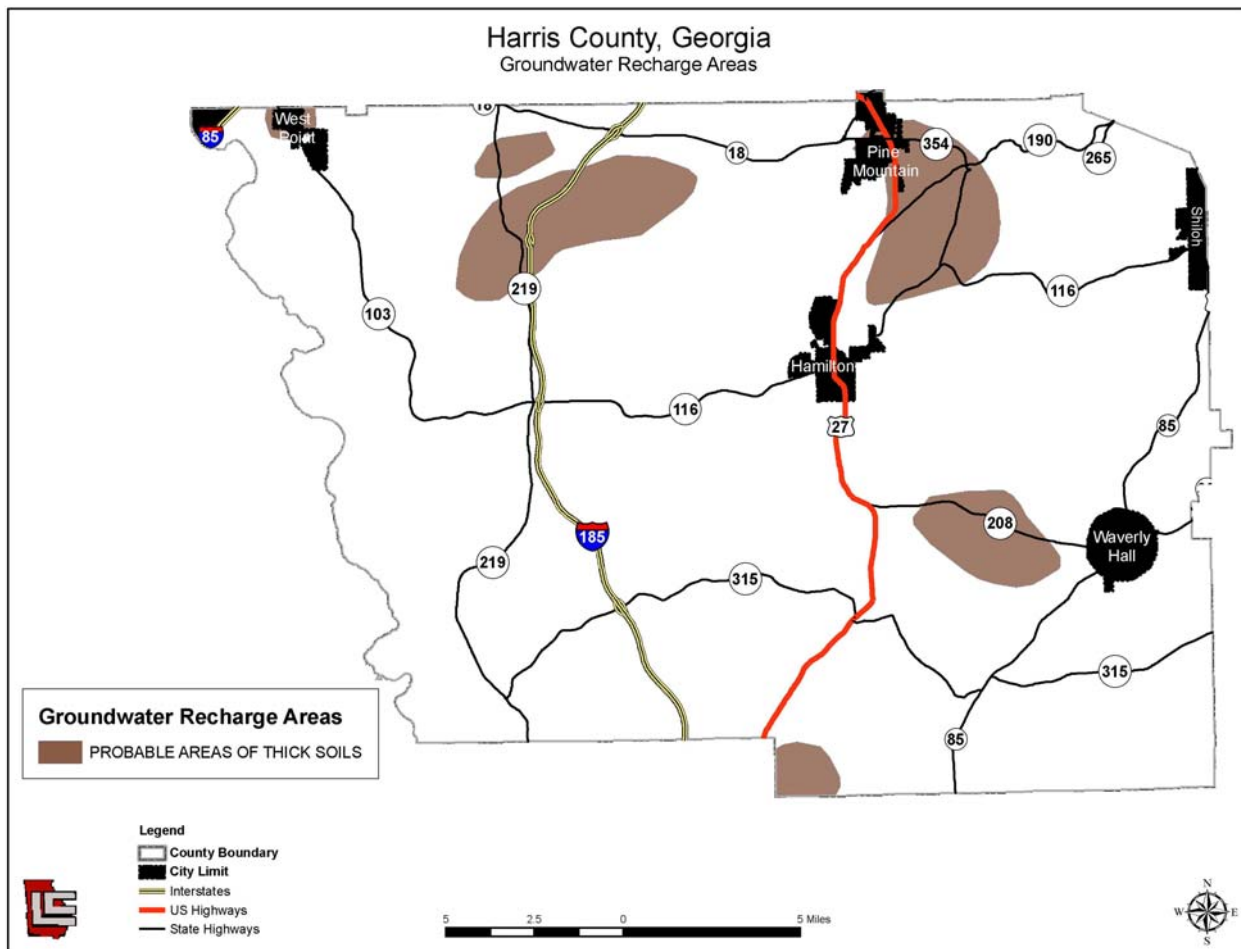 Harris County, Georgia
Groundwater Recharge Areas
85
West
Point
18
18
Pine
Mountain
354
190
265
Shiloh
219
103
116
Hamilton
116
27
85
208
Waverly
Hall
185
219
315
315
85
Groundwater Recharge Areas
PROBABLE AREAS OF THICK SOILS
Legend
County Boundary
City Limit
Interstates
US Highways
State Highways
5 2.5 0 5 Miles
N
W E
S